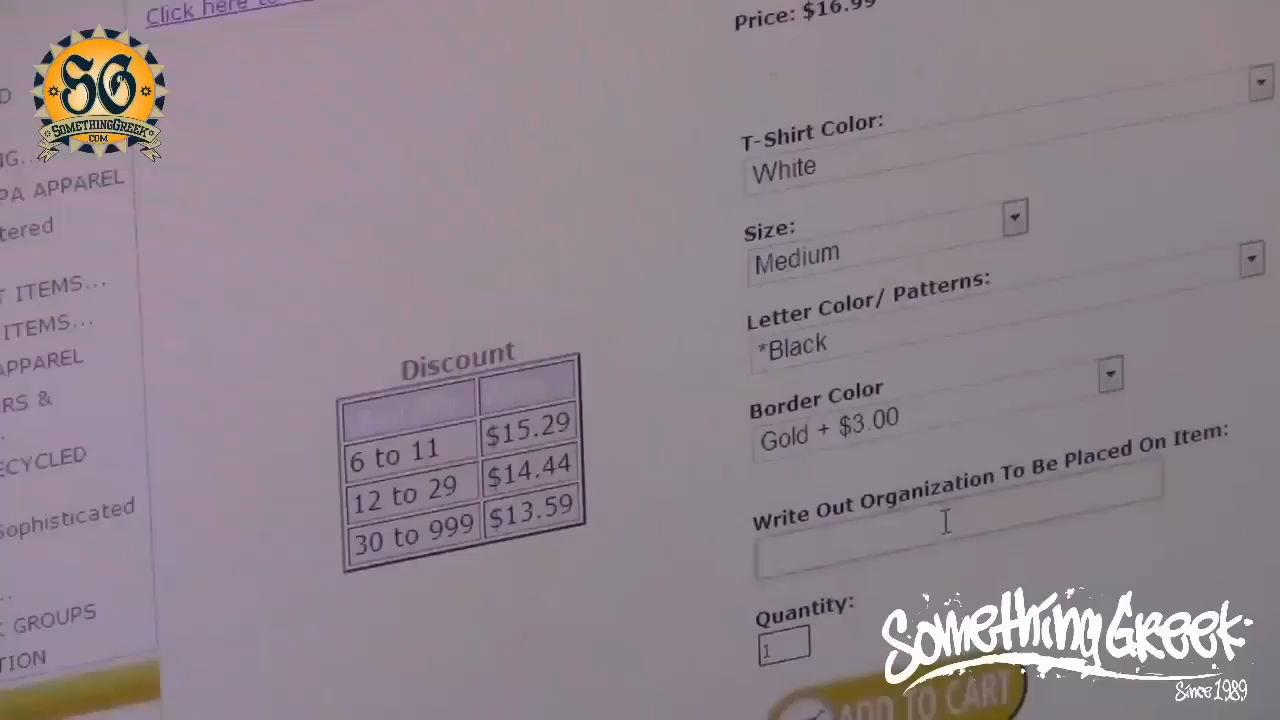 Click here to
Price: $16.99
SG
SOMETHINGGREEK
.COM
D
NG...
PA APPAREL
tered
T ITEMS...
ITEMS...
APPAREL
RS &
ECYCLED
Sophisticated
GROUPS
TION
Discount
6 to 11 $15.29
12 to 29 $14.44
30 to 999 $13.59
T-Shirt Color:
White
Size:
Medium
Letter Color/ Patterns:
*Black
Border Color
Gold + $3.00
Write Out Organization To Be Placed On Item:
Quantity:
1
ADD TO CART
SomethingGreek.
Since 1989